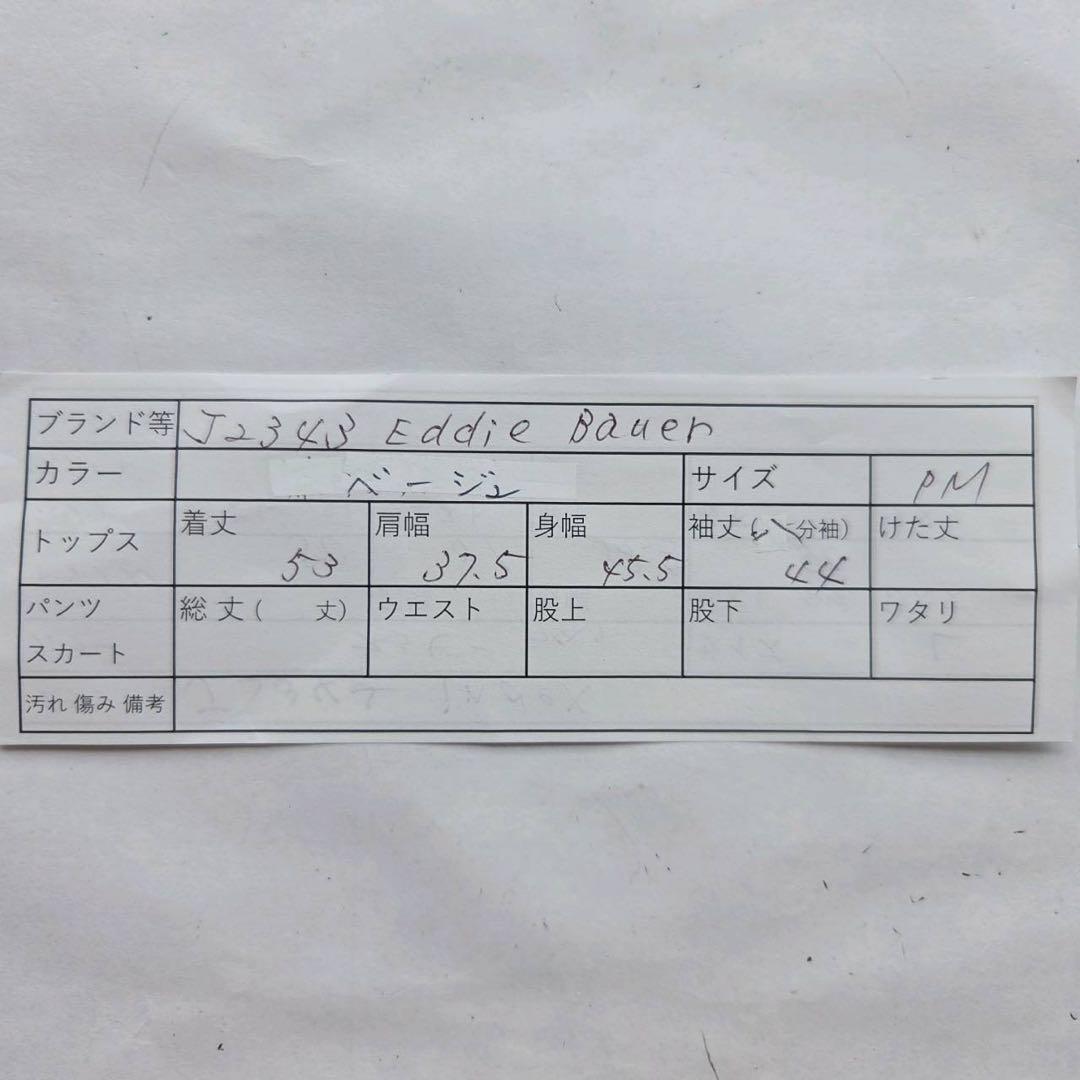 ブランド等 J2343 Eddie Bauer
カラー ベージュ サイズ PM
トップス 着丈 肩幅 身幅 袖丈( 分袖) けた丈
53 37.5 45.5 44
パンツ 総丈( 丈) ウエスト 股上 股下 ワタリ
スカート
汚れ 傷み 備考